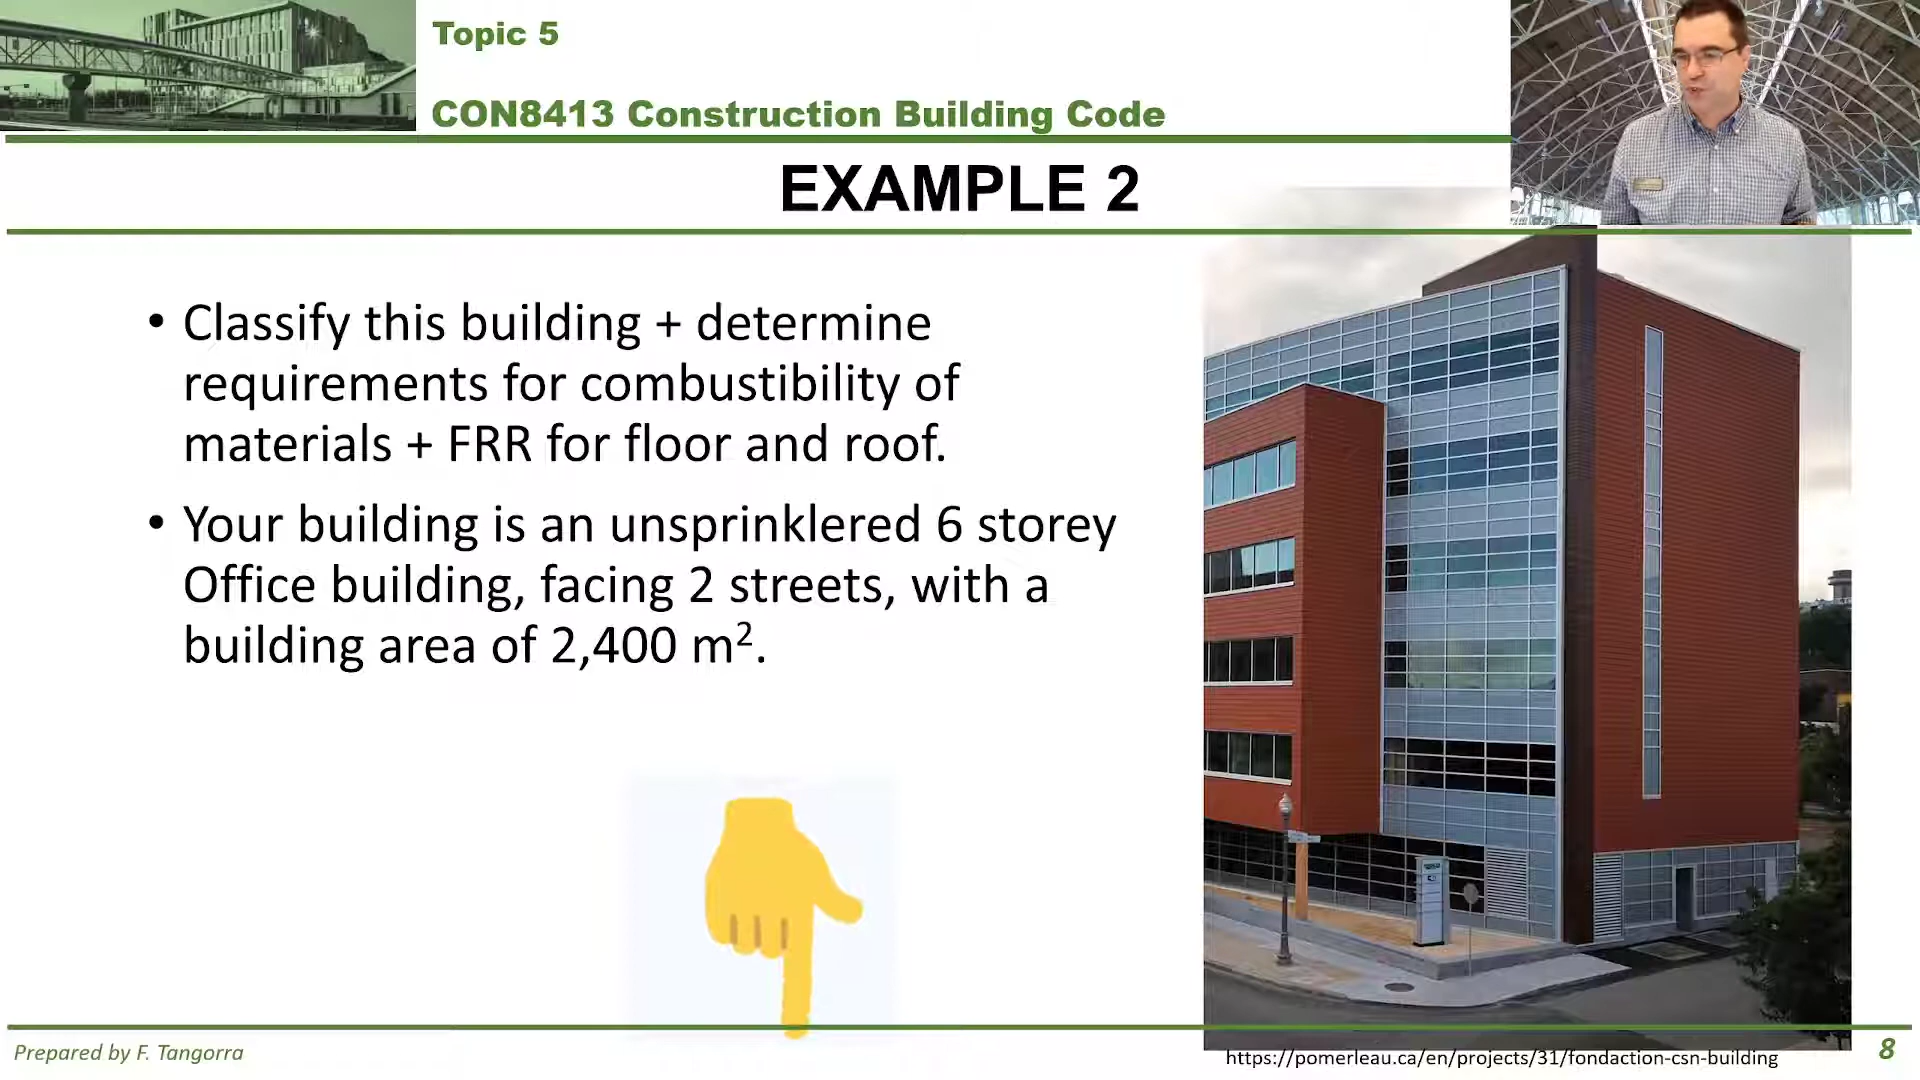 Topic 5
CON8413 Construction Building Code
EXAMPLE 2
• Classify this building + determine
requirements for combustibility of
materials + FRR for floor and roof.
• Your building is an unsprinklered 6 storey
Office building, facing 2 streets, with a
building area of 2,400 m².
Prepared by F. Tangorra
https://pomerleau.ca/en/projects/31/fondaction-csn-building
8